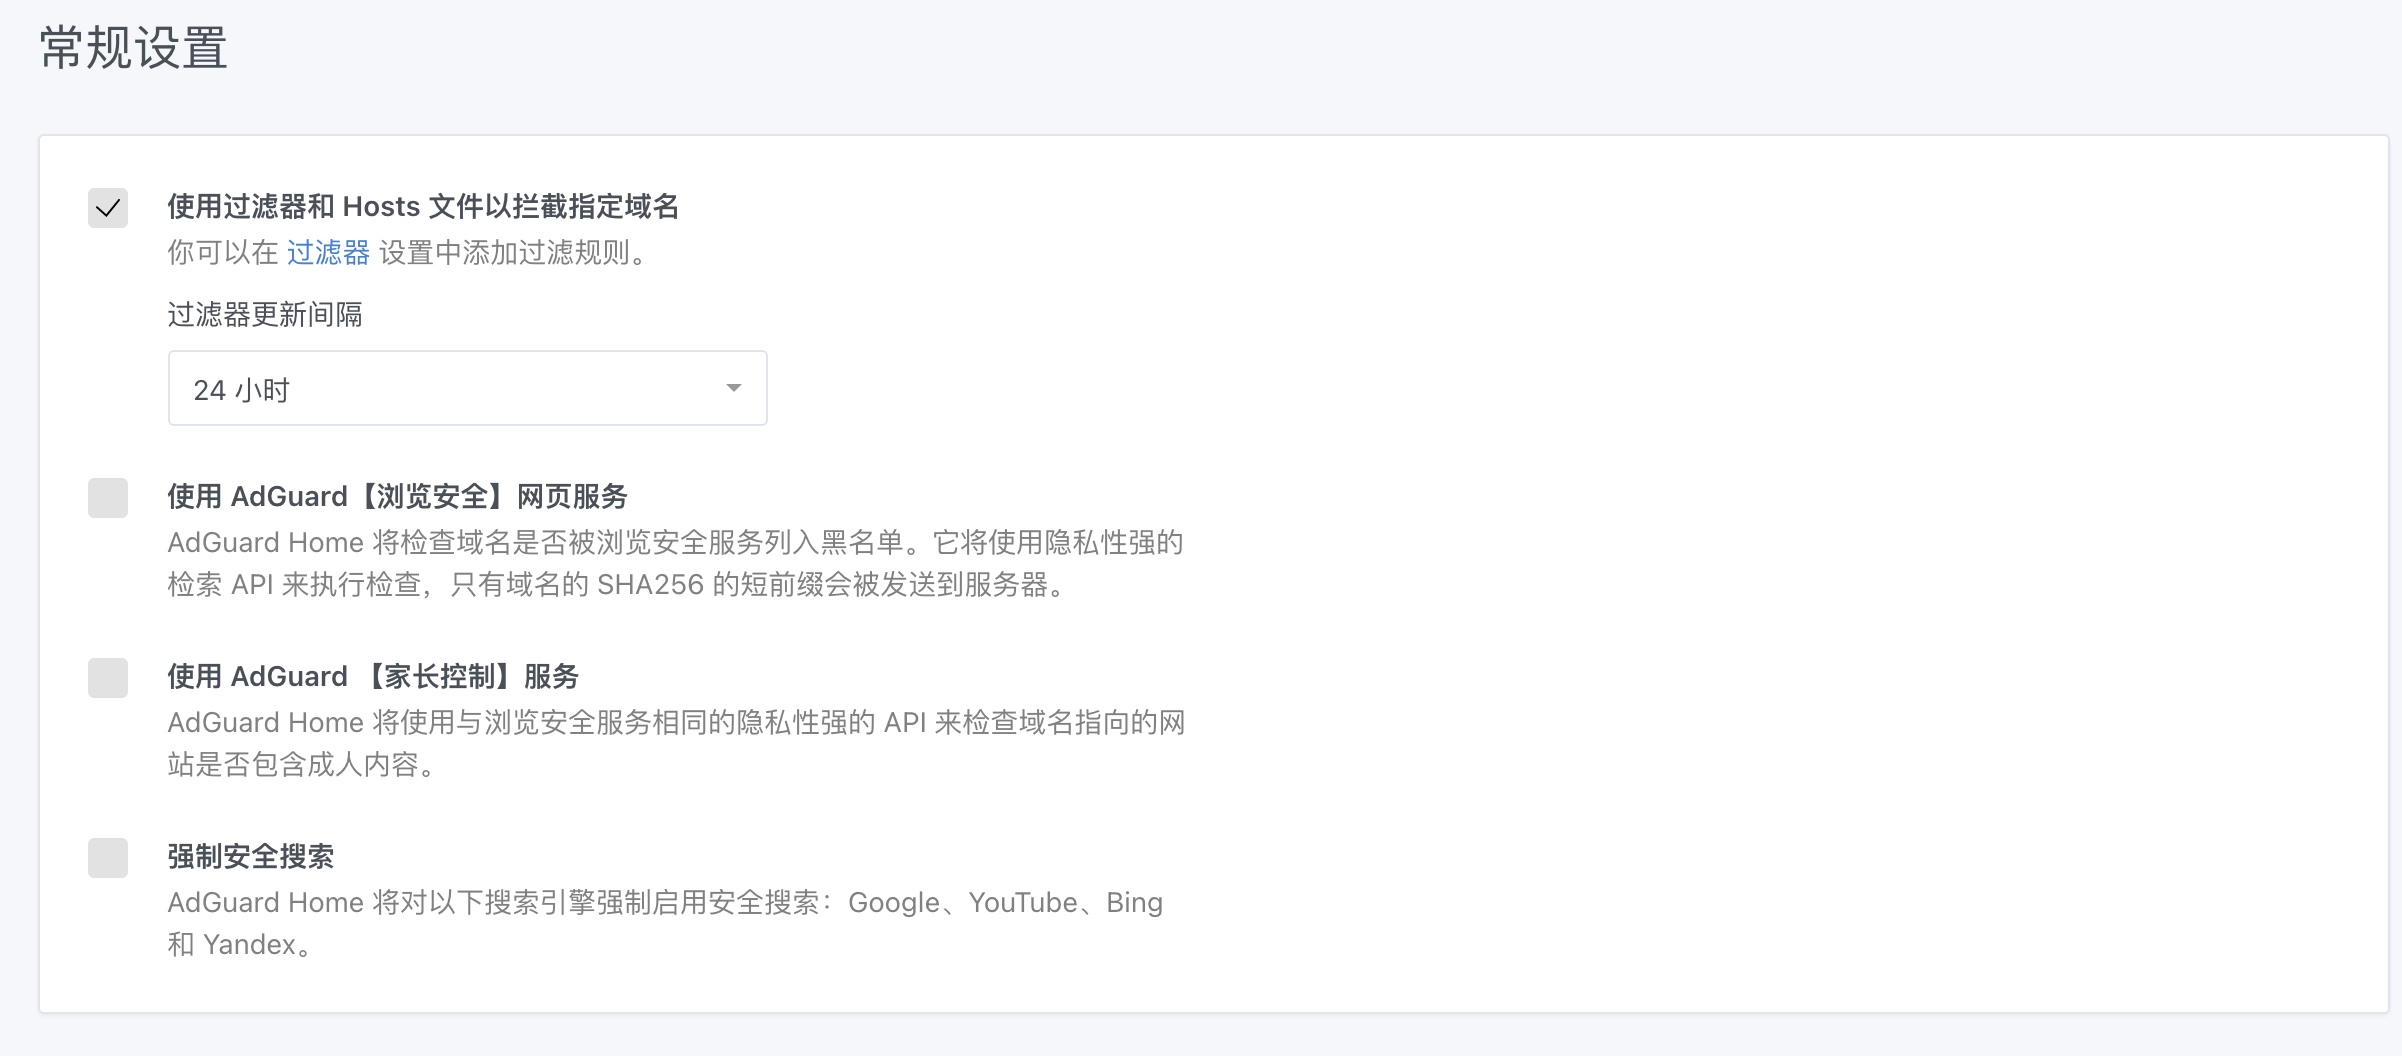 常规设置
使用过滤器和 Hosts 文件以拦截指定域名
你可以在 过滤器 设置中添加过滤规则。
过滤器更新间隔
24 小时
使用 AdGuard【浏览安全】网页服务
AdGuard Home 将检查域名是否被浏览安全服务列入黑名单。它将使用隐私性强的
检索 API 来执行检查，只有域名的 SHA256 的短前缀会被发送到服务器。
使用 AdGuard 【家长控制】服务
AdGuard Home 将使用与浏览安全服务相同的隐私性强的 API 来检查域名指向的网
站是否包含成人内容。
强制安全搜索
AdGuard Home 将对以下搜索引擎强制启用安全搜索：Google、YouTube、Bing
和 Yandex。